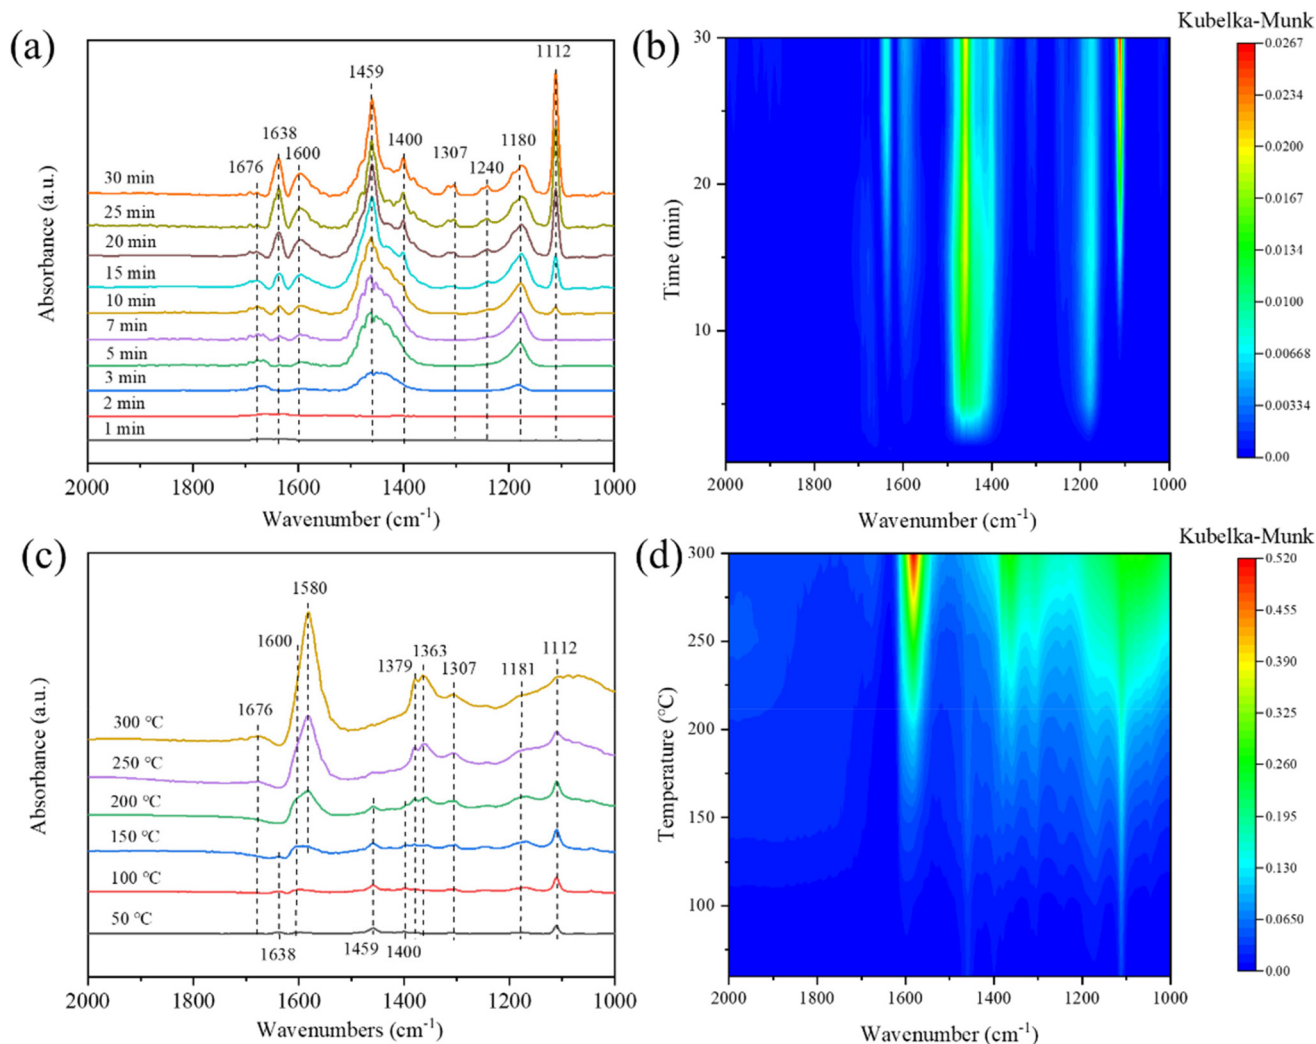 (a)
1112
1459
1638
1676
1600
1400
1307
1240
1180
30 min
25 min
20 min
15 min
10 min
7 min
5 min
3 min
2 min
1 min
Absorbance (a.u.)
2000 1800 1600 1400 1200 1000
Wavenumber (cm⁻¹)
(b)
Kubelka-Munk
30
20
10
Time (min)
2000 1800 1600 1400 1200 1000
Wavenumber (cm⁻¹)
0.0267
0.0234
0.0200
0.0167
0.0134
0.0100
0.00668
0.00334
0.00
(c)
1580
1600
1676
1379
1363
1307
1181
1112
300 °C
250 °C
200 °C
150 °C
100 °C
50 °C
1638
1459
1400
Absorbance (a.u.)
2000 1800 1600 1400 1200 1000
Wavenumbers (cm⁻¹)
(d)
Kubelka-Munk
300
250
200
150
100
Temperature (°C)
2000 1800 1600 1400 1200 1000
Wavenumber (cm⁻¹)
0.520
0.455
0.390
0.325
0.260
0.195
0.130
0.0650
0.00